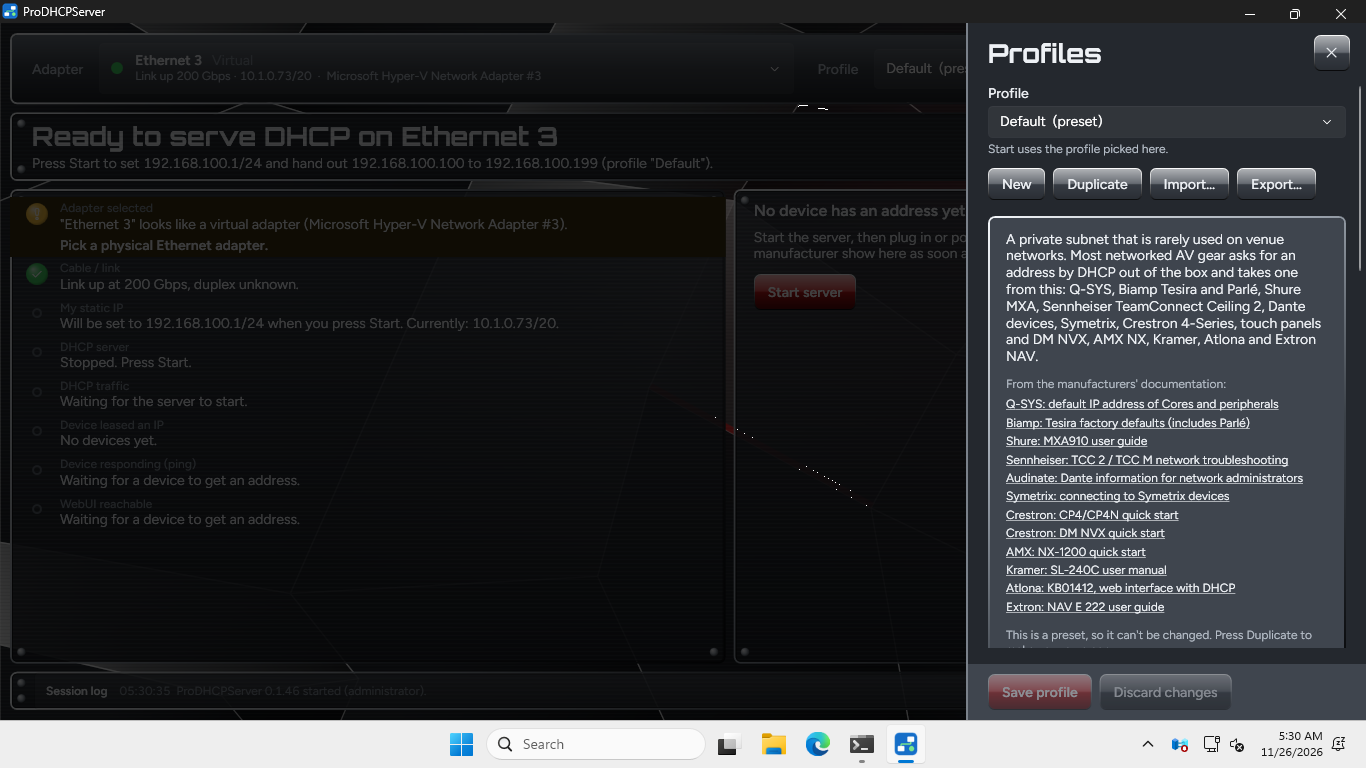 ProDHCPServer
Adapter
Ethernet 3 Virtual
Link up 200 Gbps · 10.1.0.73/20 · Microsoft Hyper-V Network Adapter #3
Profile
Default (pre
Ready to serve DHCP on Ethernet 3
Press Start to set 192.168.100.1/24 and hand out 192.168.100.100 to 192.168.100.199 (profile "Default").
Adapter selected
"Ethernet 3" looks like a virtual adapter (Microsoft Hyper-V Network Adapter #3).
Pick a physical Ethernet adapter.
Cable / link
Link up at 200 Gbps, duplex unknown.
My static IP
Will be set to 192.168.100.1/24 when you press Start. Currently: 10.1.0.73/20.
DHCP server
Stopped. Press Start.
DHCP traffic
Waiting for the server to start.
Device leased an IP
No devices yet.
Device responding (ping)
Waiting for a device to get an address.
WebUI reachable
Waiting for a device to get an address.
No device has an address yet
Start the server, then plug in or po
manufacturer show here as soon a
Start server
Session log 05:30:35 ProDHCPServer 0.1.46 started (administrator).
Profiles
Profile
Default (preset)
Start uses the profile picked here.
New Duplicate Import... Export...
A private subnet that is rarely used on venue
networks. Most networked AV gear asks for an
address by DHCP out of the box and takes one
from this: Q-SYS, Biamp Tesira and Parlé, Shure
MXA, Sennheiser TeamConnect Ceiling 2, Dante
devices, Symetrix, Crestron 4-Series, touch panels
and DM NVX, AMX NX, Kramer, Atlona and Extron
NAV.
From the manufacturers' documentation:
Q-SYS: default IP address of Cores and peripherals
Biamp: Tesira factory defaults (includes Parlé)
Shure: MXA910 user guide
Sennheiser: TCC 2 / TCC M network troubleshooting
Audinate: Dante information for network administrators
Symetrix: connecting to Symetrix devices
Crestron: CP4/CP4N quick start
Crestron: DM NVX quick start
AMX: NX-1200 quick start
Kramer: SL-240C user manual
Atlona: KB01412, web interface with DHCP
Extron: NAV E 222 user guide
This is a preset, so it can't be changed. Press Duplicate to
Save profile Discard changes
Search
5:30 AM
11/26/2026